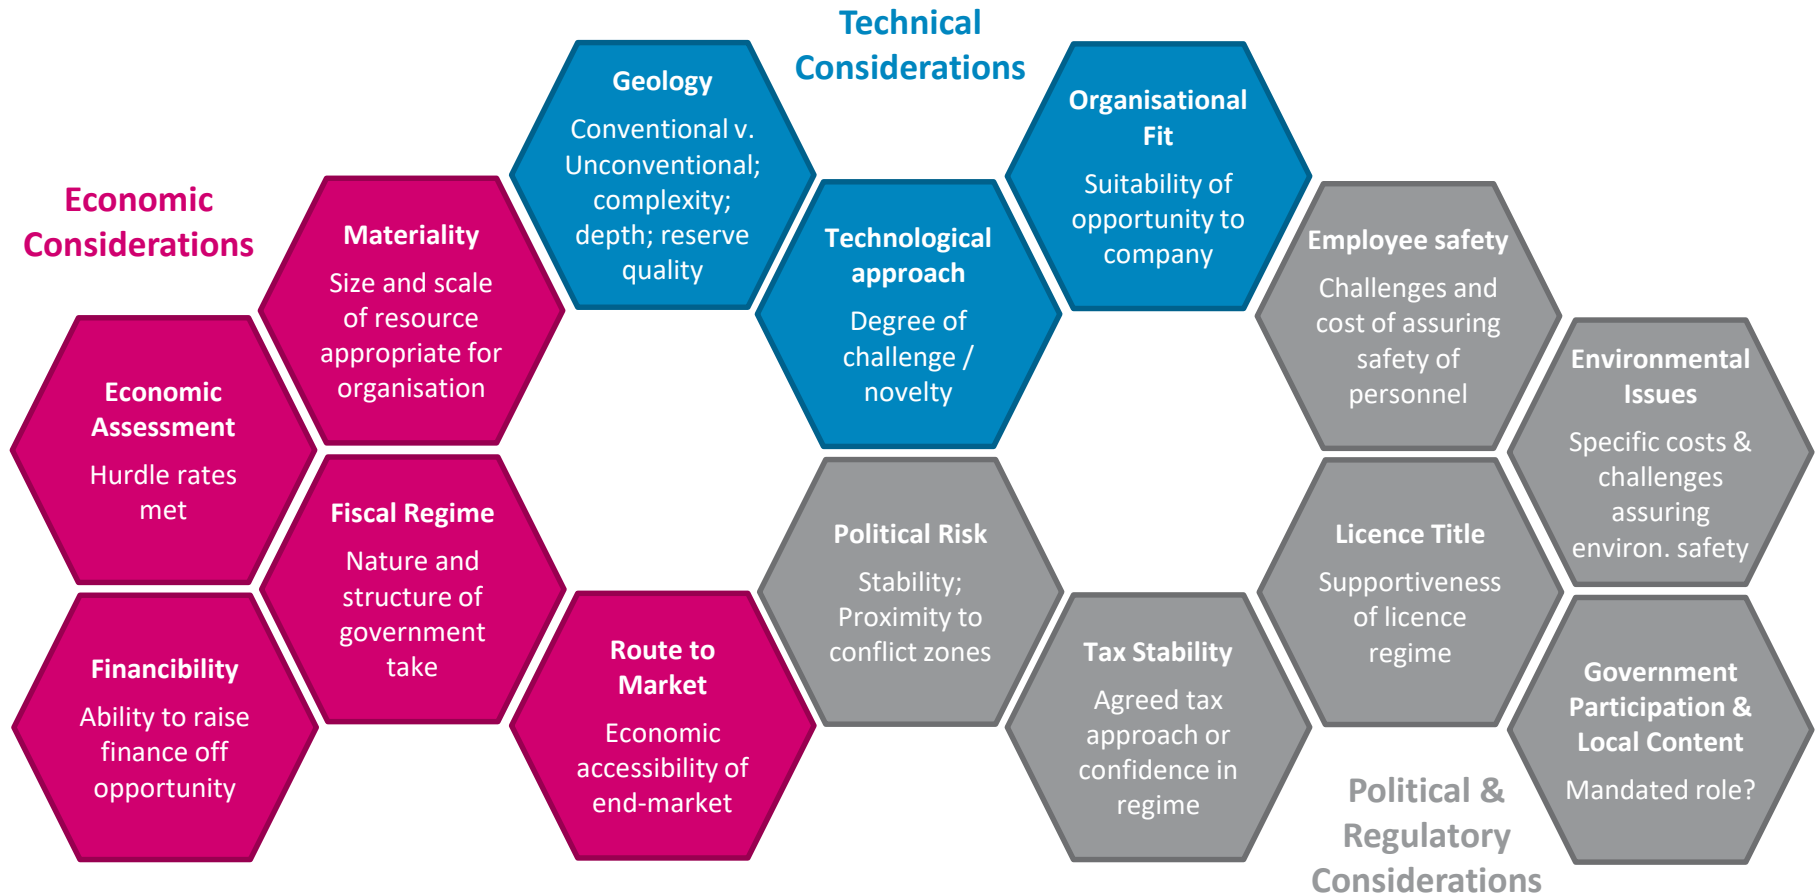 Technical
Considerations
Economic
Considerations
Geology
Conventional v.
Unconventional;
complexity;
depth; reserve
quality
Organisational
Fit
Suitability of
opportunity to
company
Materiality
Size and scale
of resource
appropriate for
organisation
Technological
approach
Degree of
challenge /
novelty
Employee safety
Challenges and
cost of assuring
safety of
personnel
Economic
Assessment
Hurdle rates
met
Environmental
Issues
Specific costs &
challenges
assuring
environ. safety
Fiscal Regime
Nature and
structure of
government
take
Political Risk
Stability;
Proximity to
conflict zones
Licence Title
Supportiveness
of licence
regime
Financibility
Ability to raise
finance off
opportunity
Route to
Market
Economic
accessibility of
end-market
Tax Stability
Agreed tax
approach or
confidence in
regime
Government
Participation &
Local Content
Mandated role?
Political &
Regulatory
Considerations